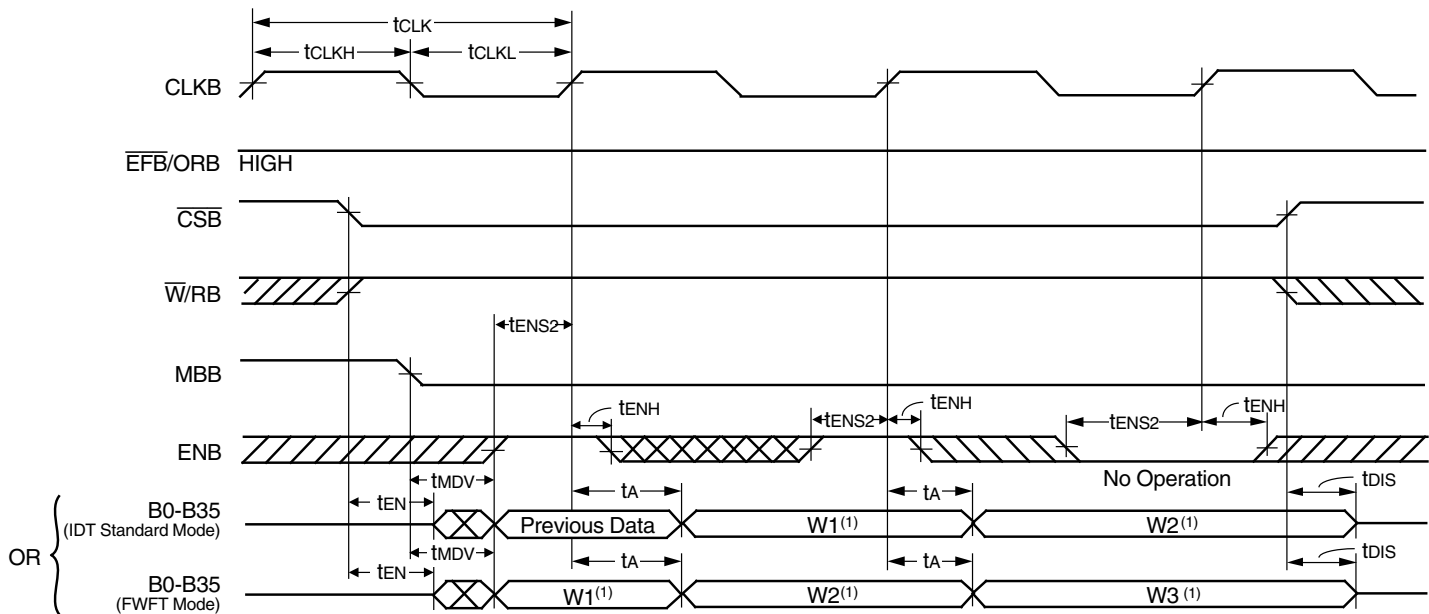 tCLK
tCLKH tCLKL
CLKB
EFB/ORB HIGH
CSB
W/RB
tENS2
MBB
tENH tENS2 tENH tENS2 tENH
ENB
No Operation
tMDV tA tA tDIS
tEN
B0-B35 Previous Data W1(1) W2(1)
(IDT Standard Mode)
OR
tMDV tA tA tDIS
tEN
B0-B35 W1(1) W2(1) W3(1)
(FWFT Mode)